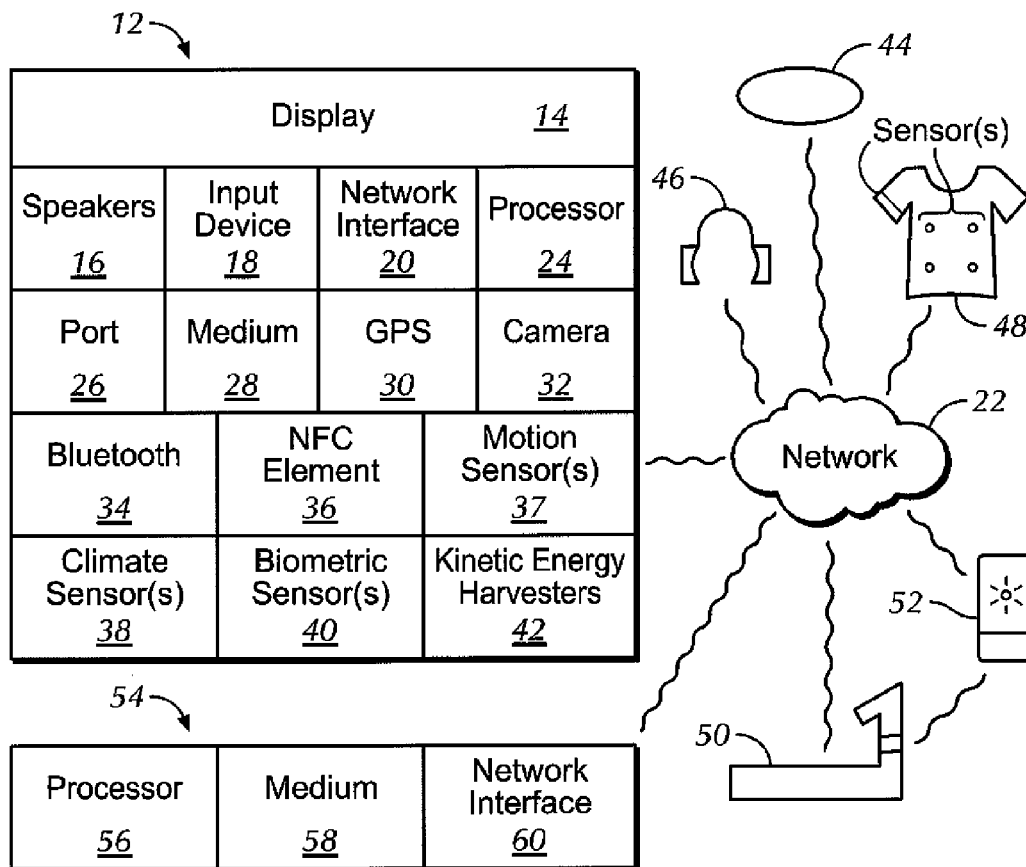 12
Display 14
Speakers
16
Input
Device
18
Network
Interface
20
Processor
24
Port
26
Medium
28
GPS
30
Camera
32
Bluetooth
34
NFC
Element
36
Motion
Sensor(s)
37
Climate
Sensor(s)
38
Biometric
Sensor(s)
40
Kinetic Energy
Harvesters
42
44
46
Sensor(s)
48
22
Network
52
50
54
Processor
56
Medium
58
Network
Interface
60